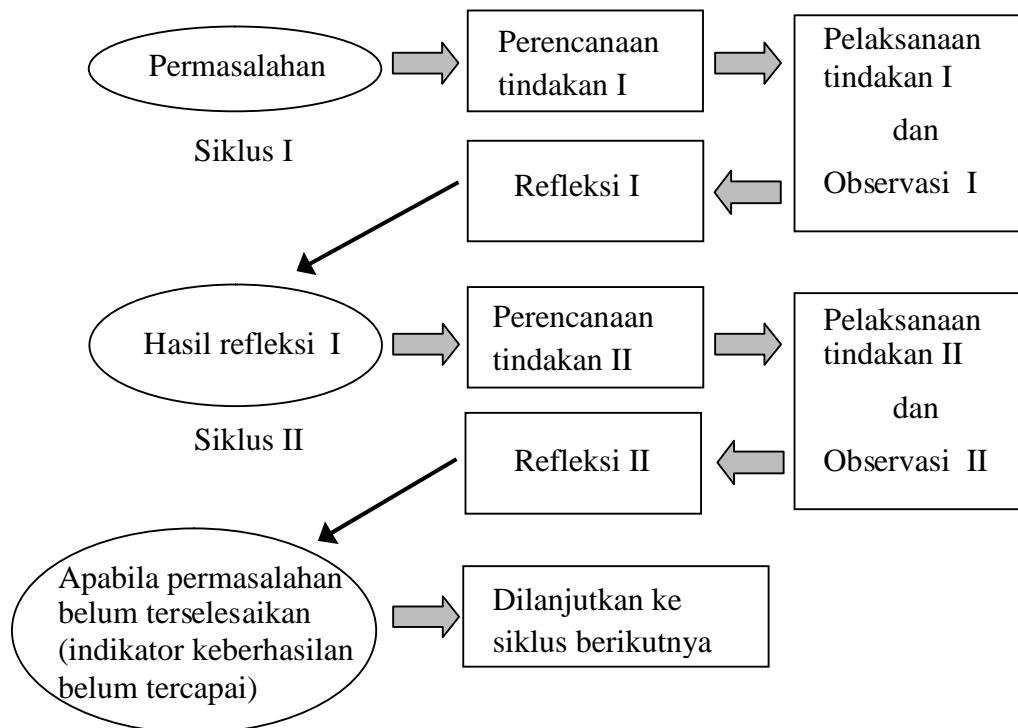 Permasalahan
Perencanaan
tindakan I
Pelaksanaan
tindakan I
dan
Observasi I
Siklus I
Refleksi I
Hasil refleksi I
Perencanaan
tindakan II
Pelaksanaan
tindakan II
dan
Observasi II
Siklus II
Refleksi II
Apabila permasalahan
belum terselesaikan
(indikator keberhasilan
belum tercapai)
Dilanjutkan ke
siklus berikutnya